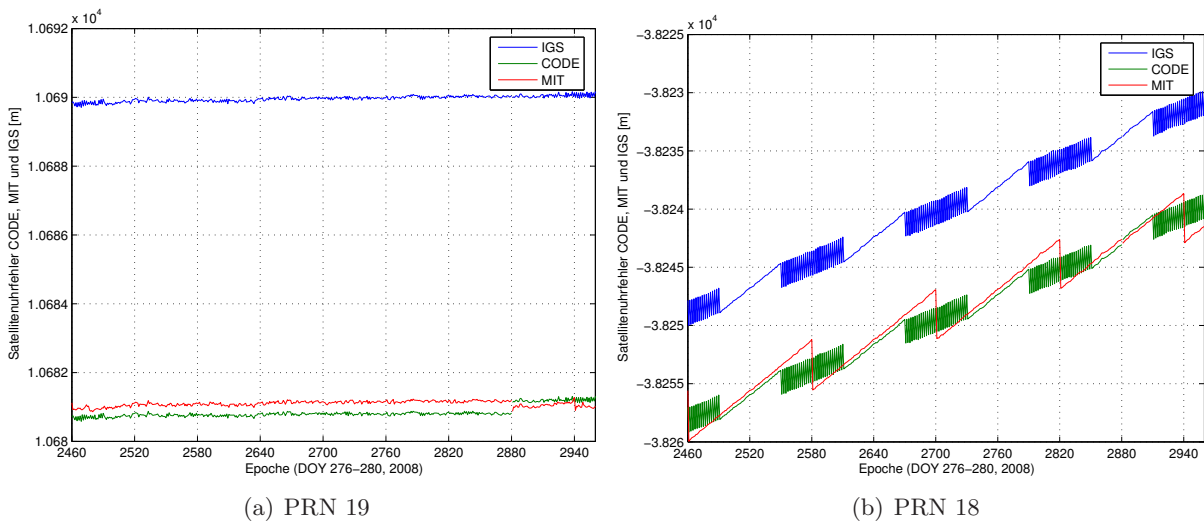 x 10⁴
1.0692
1.069
1.0688
1.0686
1.0684
1.0682
1.068
Satellitenuhrfehler CODE, MIT und IGS [m]
IGS
CODE
MIT
2460 2520 2580 2640 2700 2760 2820 2880 2940
Epoche (DOY 276−280, 2008)
(a) PRN 19
x 10⁴
−3.8225
−3.823
−3.8235
−3.824
−3.8245
−3.825
−3.8255
−3.826
Satellitenuhrfehler CODE, MIT und IGS [m]
IGS
CODE
MIT
2460 2520 2580 2640 2700 2760 2820 2880 2940
Epoche (DOY 276−280, 2008)
(b) PRN 18